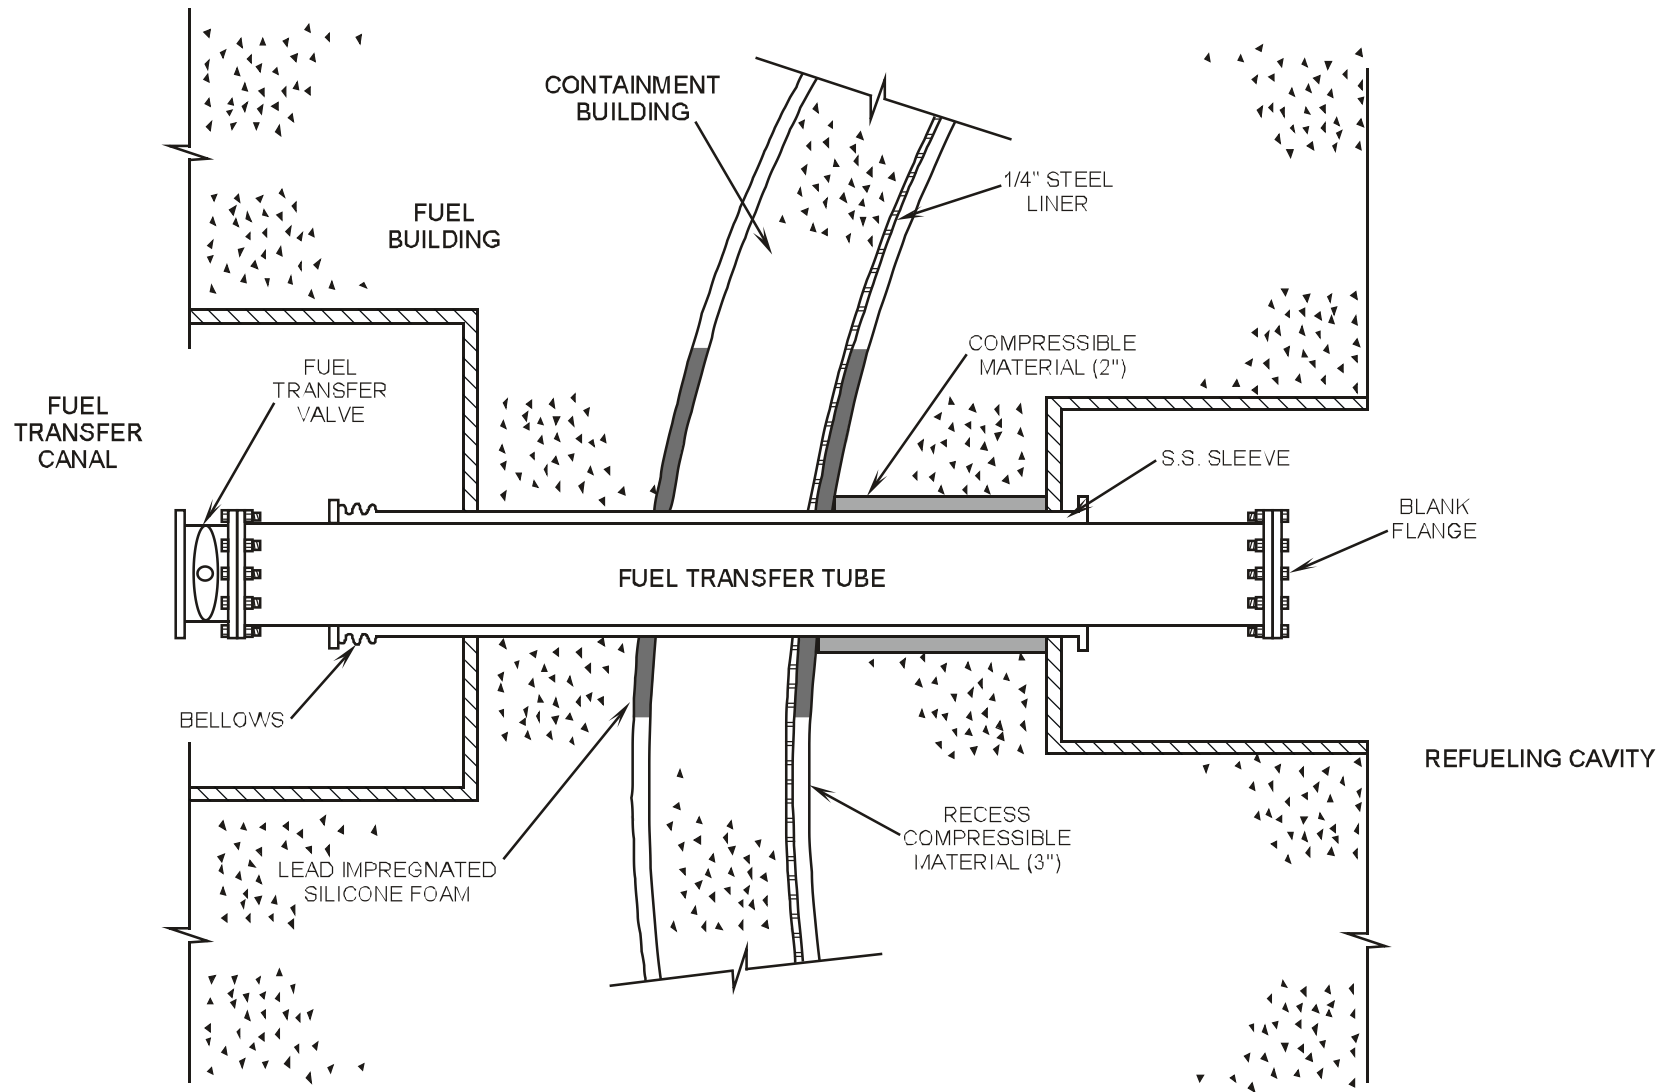 CONTAINMENT
BUILDING
1/4" STEEL
LINER
FUEL
BUILDING
COMPRESSIBLE
MATERIAL (2")
FUEL
TRANSFER
VALVE
FUEL
TRANSFER
CANAL
S.S. SLEEVE
BLANK
FLANGE
FUEL TRANSFER TUBE
BELLOWS
REFUELING CAVITY
RECESS
COMPRESSIBLE
MATERIAL (3")
LEAD IMPREGNATED
SILICONE FOAM